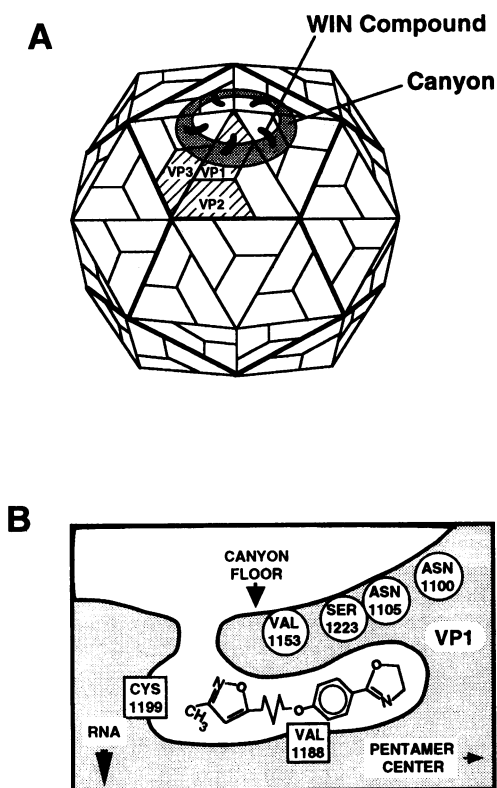 A
WIN Compound
Canyon
VP3
VP1
VP2
B
CANYON
FLOOR
ASN
1100
ASN
1105
SER
1223
VAL
1153
VP1
CYS
1199
N
O
CH3
O
O
N
VAL
1188
RNA
PENTAMER
CENTER